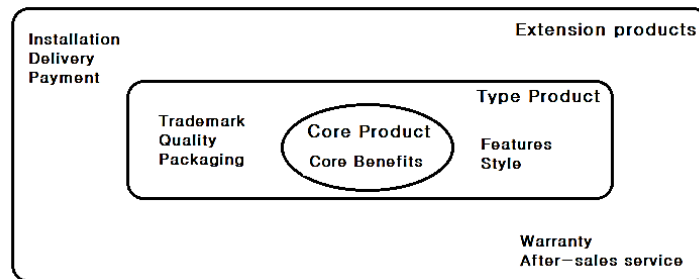 Extension products
Installation
Delivery
Payment
Type Product
Trademark
Quality
Packaging
Core Product
Core Benefits
Features
Style
Warranty
After-sales service